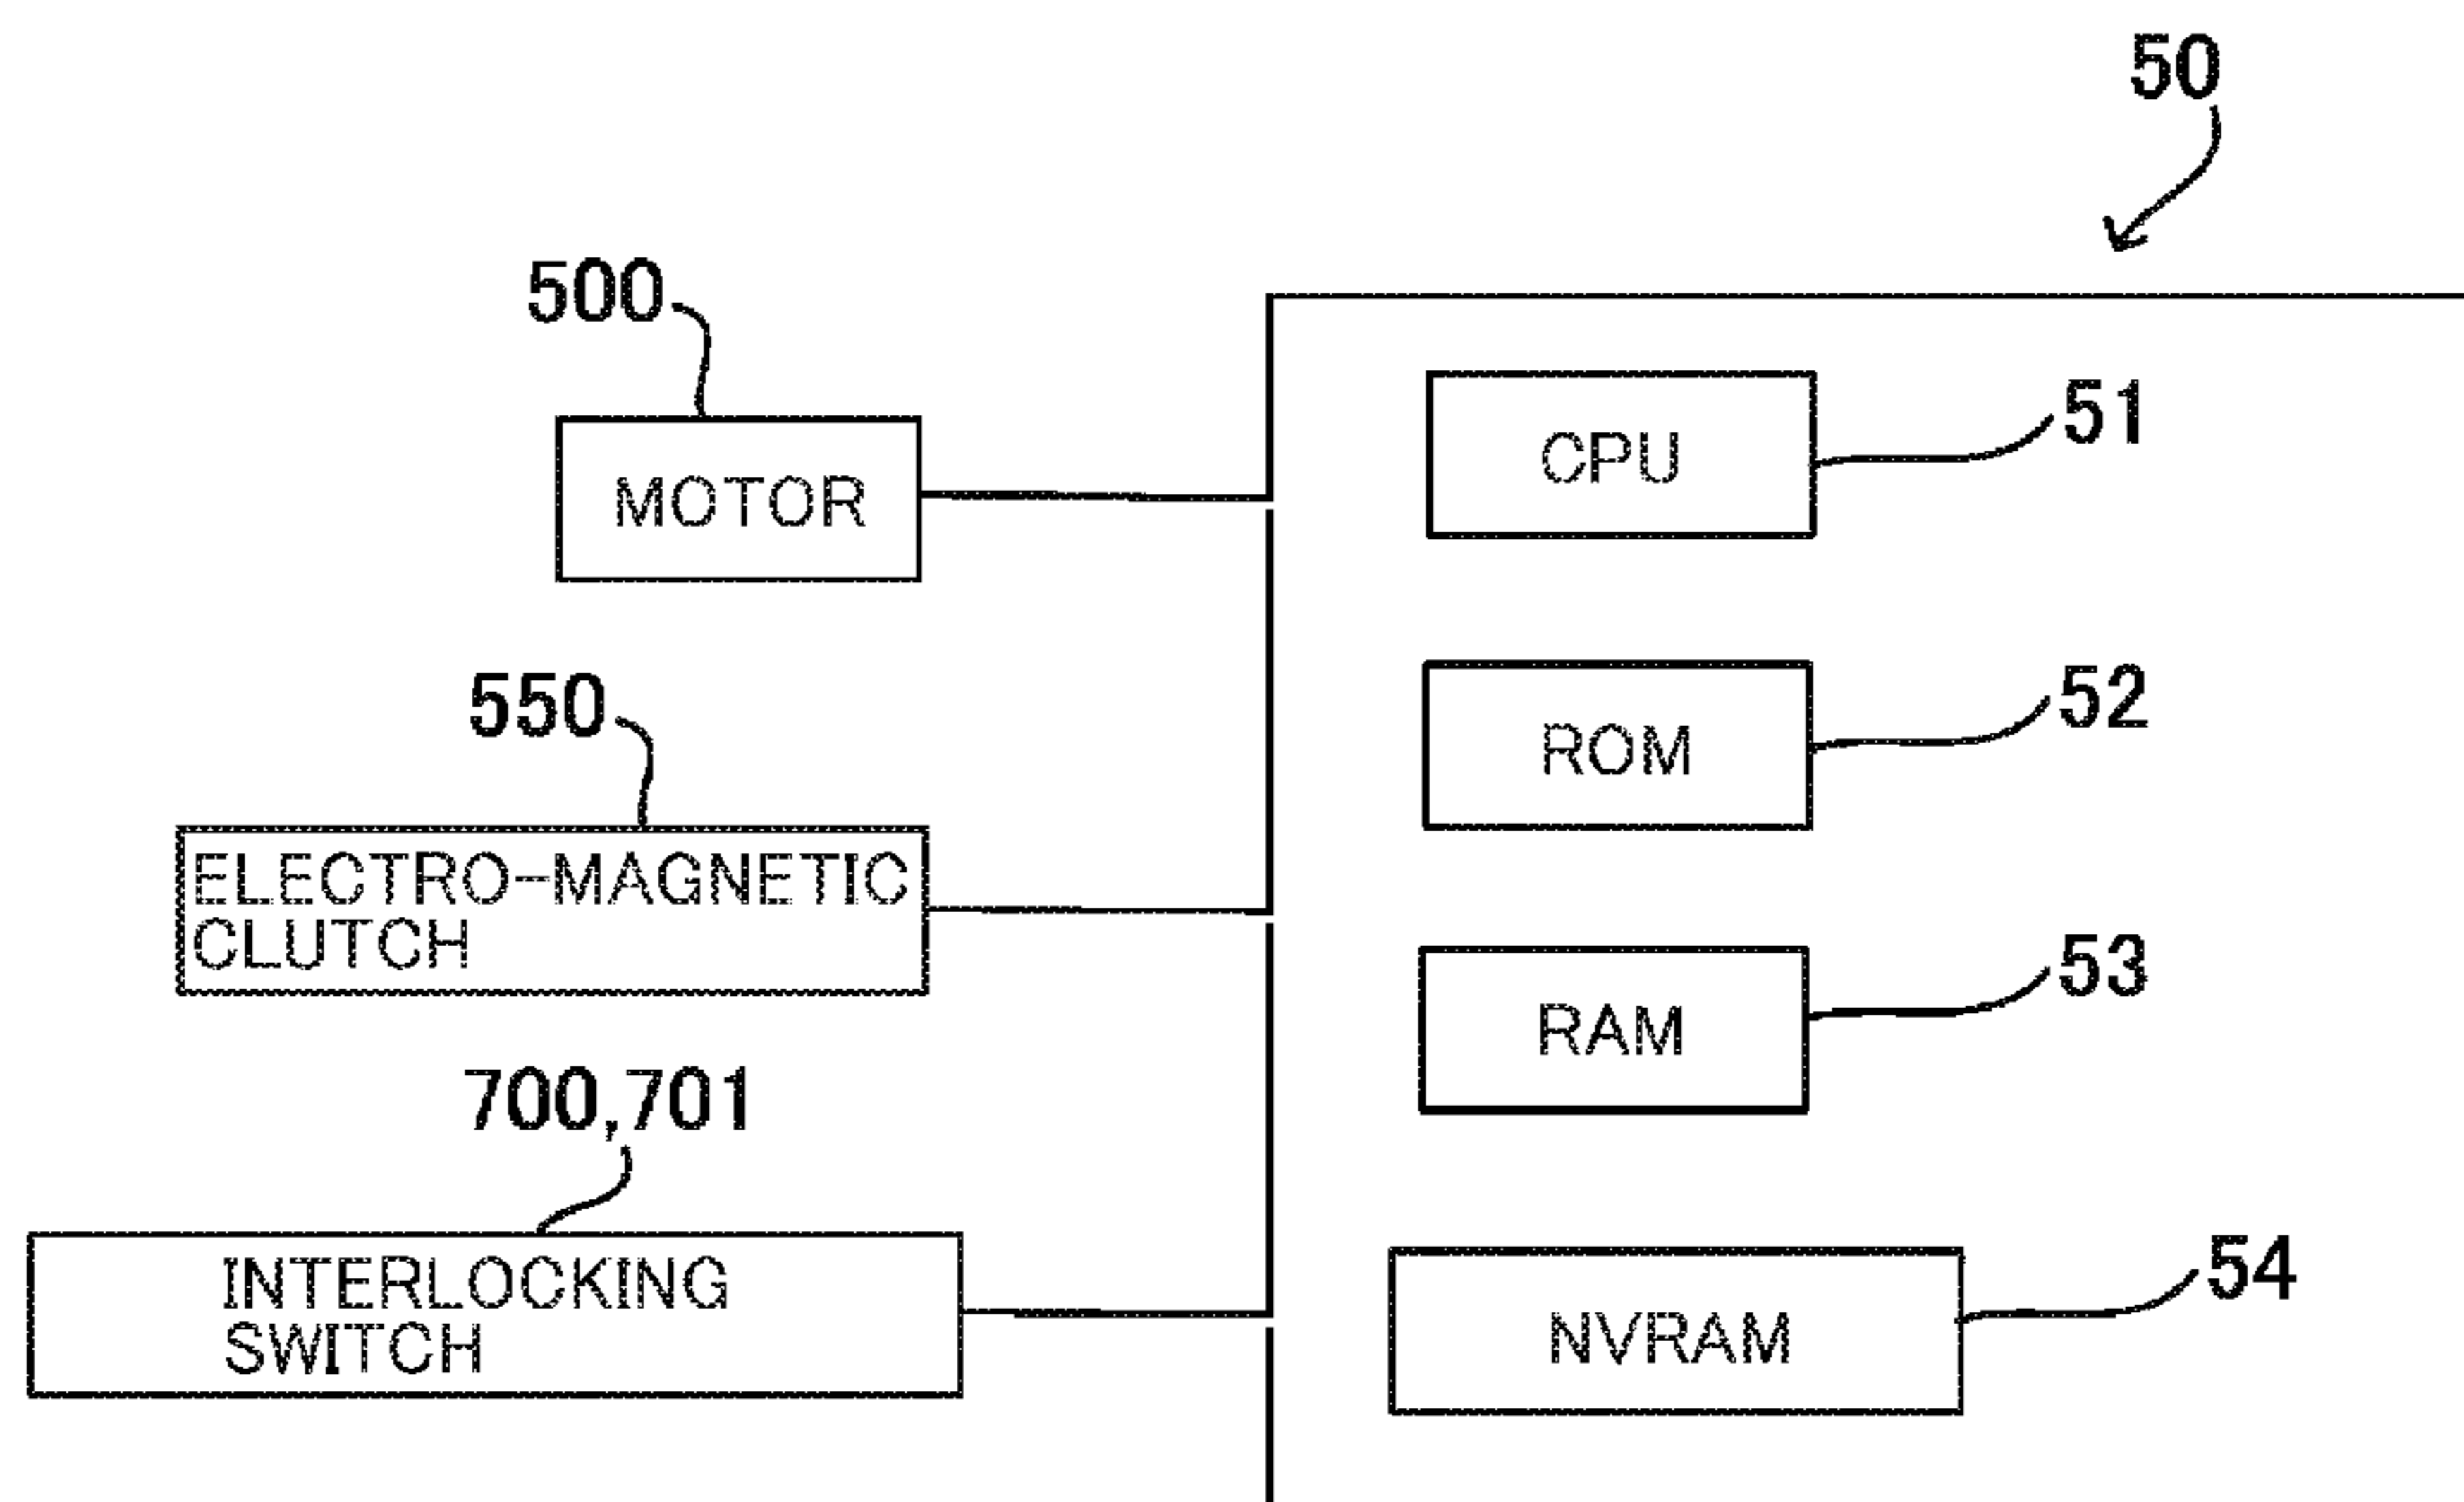 50
500
MOTOR
CPU
51
550
ROM
52
ELECTRO-MAGNETIC
CLUTCH
RAM
53
700,701
INTERLOCKING
SWITCH
NVRAM
54